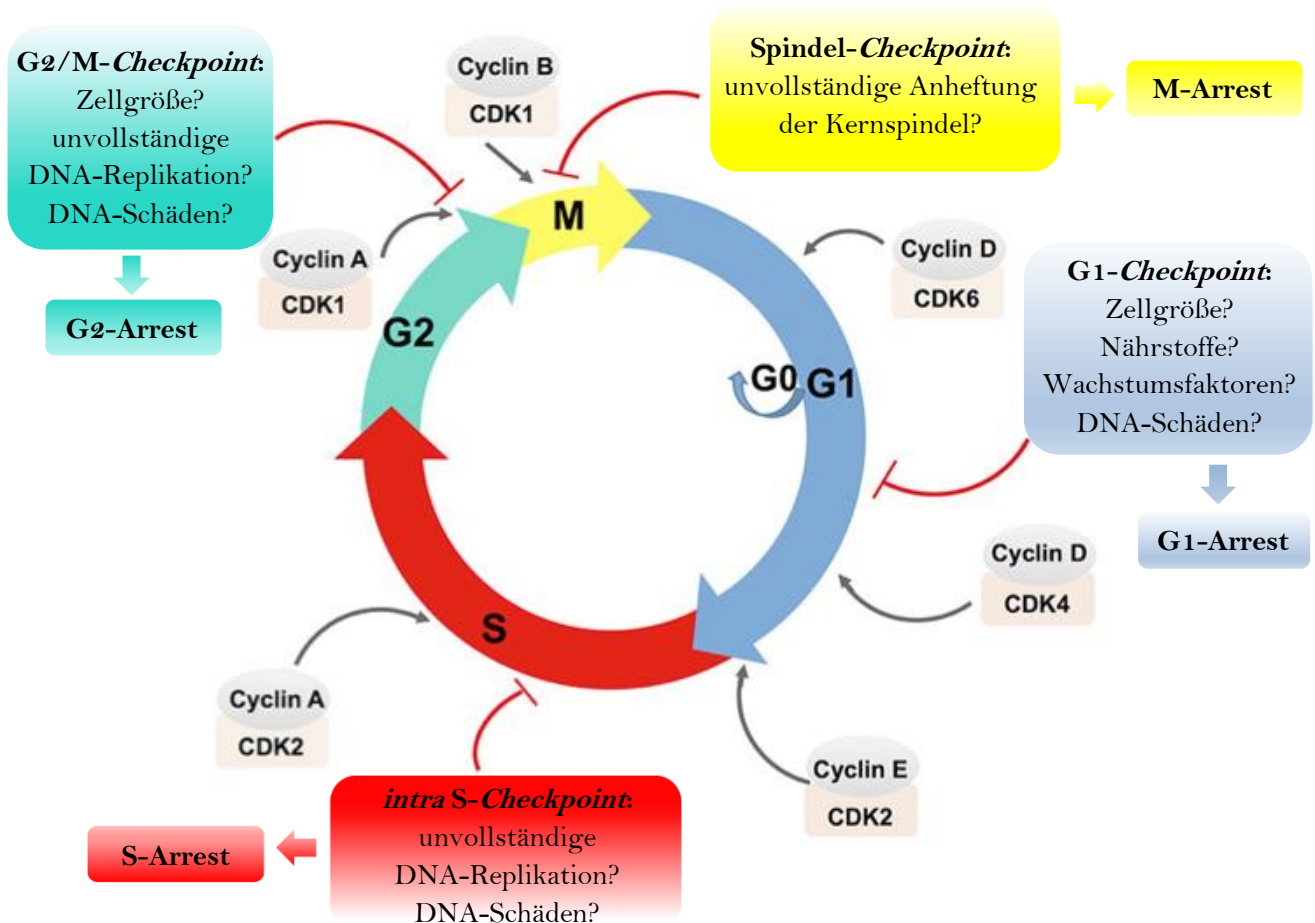 G2/M-Checkpoint:
Zellgröße?
unvollständige
DNA-Replikation?
DNA-Schäden?
G2-Arrest
Cyclin B
CDK1
Spindel-Checkpoint:
unvollständige Anheftung
der Kernspindel?
M-Arrest
M
Cyclin A
CDK1
G2
Cyclin D
CDK6
G0
G1
G1-Checkpoint:
Zellgröße?
Nährstoffe?
Wachstumsfaktoren?
DNA-Schäden?
G1-Arrest
Cyclin D
CDK4
S
Cyclin A
CDK2
Cyclin E
CDK2
intra S-Checkpoint:
unvollständige
DNA-Replikation?
DNA-Schäden?
S-Arrest